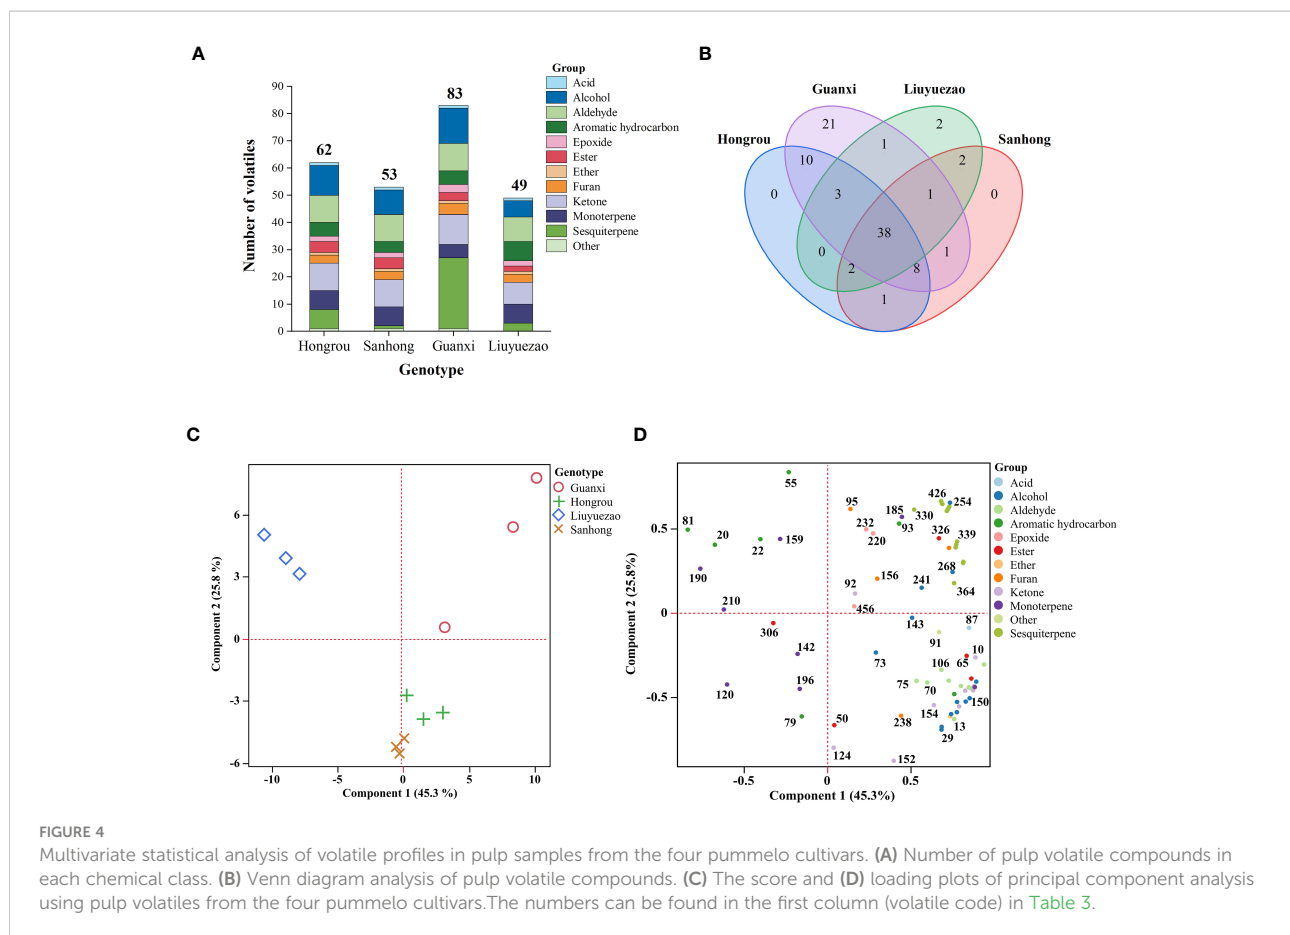 A
Group
Acid
Alcohol
Aldehyde
Aromatic hydrocarbon
Epoxide
Ester
Ether
Furan
Ketone
Monoterpene
Sesquiterpene
Other
Number of volatiles
90
80
70
60
50
40
30
20
10
0
62
53
83
49
Hongrou Sanhong Guanxi Liuyuezao
Genotype
B
Guanxi Liuyuezao
Hongrou Sanhong
21 2
1
10 2
0 3 1 0
38
0 1
2 8
1
C
Genotype
Guanxi
Hongrou
Liuyuezao
Sanhong
Component 2 (25.8 %)
6
3
0
-3
-6
-10 -5 0 5 10
Component 1 (45.3 %)
D
Group
Acid
Alcohol
Aldehyde
Aromatic hydrocarbon
Epoxide
Ester
Ether
Furan
Ketone
Monoterpene
Other
Sesquiterpene
Component 2 (25.8%)
0.5
0
-0.5
55
426
95 254
185 330
81 232 93 326
20 22 159 220 339
190 156 241 268
92 364
210 456
306 143 87
91 10
142 73 106 65
120 196 75 70
154 150
79 50 238 13
29
124 152
-0.5 0 0.5
Component 1 (45.3%)
FIGURE 4
Multivariate statistical analysis of volatile profiles in pulp samples from the four pummelo cultivars. (A) Number of pulp volatile compounds in
each chemical class. (B) Venn diagram analysis of pulp volatile compounds. (C) The score and (D) loading plots of principal component analysis
using pulp volatiles from the four pummelo cultivars.The numbers can be found in the first column (volatile code) in Table 3.